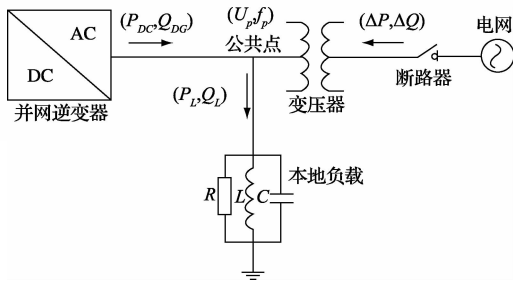 AC
DC
并网逆变器
(P_DC,Q_DG)
(U_p,f_p)
公共点
(P_L,Q_L)
变压器
(ΔP,ΔQ)
断路器
电网
R
L
C
本地负载